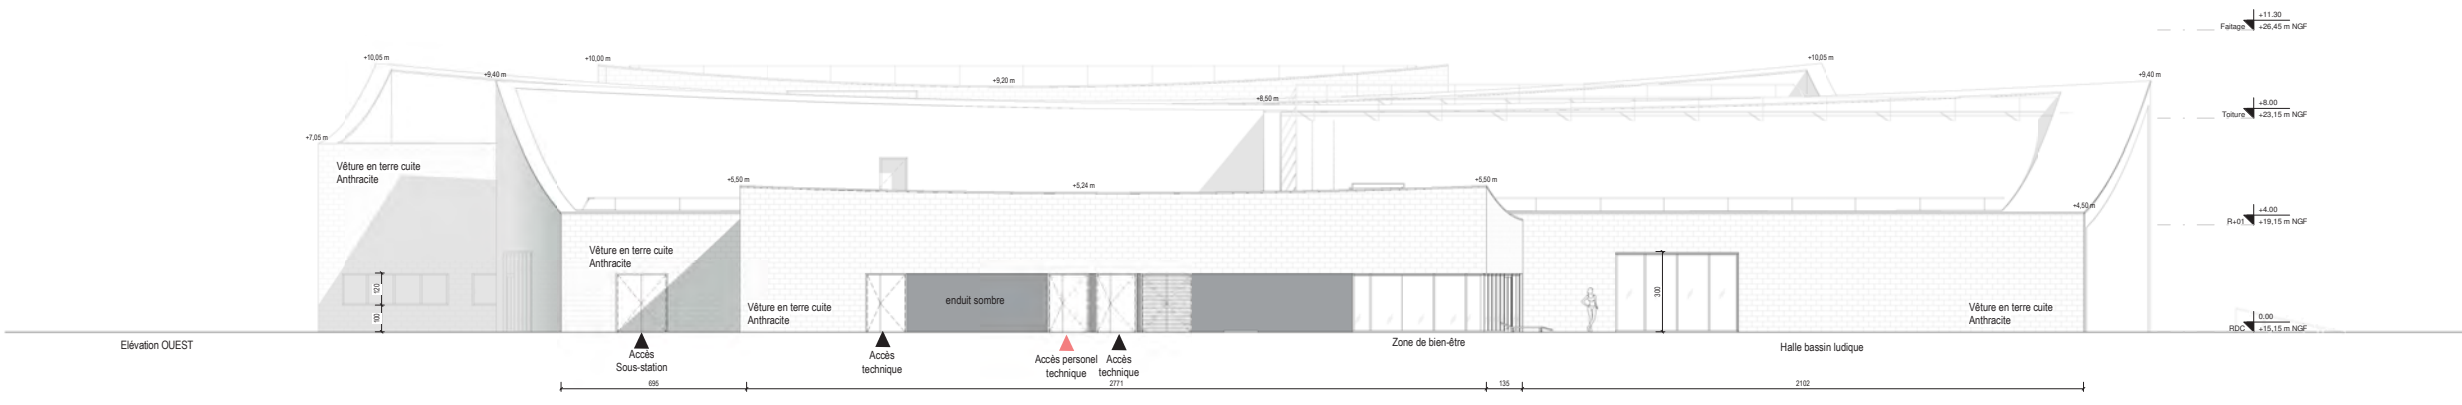 +11.30
Faitage
+26,45 m NGF
+10,05 m
+10,00 m
+10,05 m
+9,40 m
+9,20 m
+9,40 m
+8,50 m
+8.00
Toiture
+23,15 m NGF
+7,05 m
Vêture en terre cuite
Anthracite
+5,50 m
+5,24 m
+5,50 m
+4,50 m
+4.00
R+01
+19,15 m NGF
Vêture en terre cuite
Anthracite
120
100
Vêture en terre cuite
Anthracite
enduit sombre
300
Vêture en terre cuite
Anthracite
0.00
RDC
+15,15 m NGF
Elévation OUEST
Accès
Sous-station
Accès
technique
Accès personel
technique
Accès
technique
Zone de bien-être
Halle bassin ludique
695
2771
135
2102